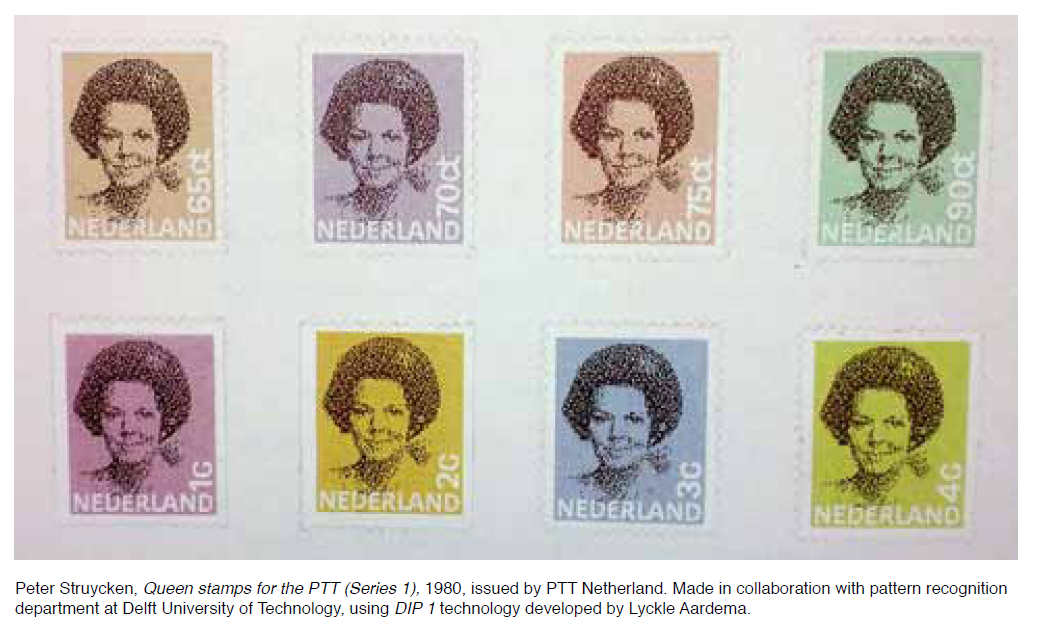 65ct
NEDERLAND
70ct
NEDERLAND
75ct
NEDERLAND
90ct
NEDERLAND
1G
NEDERLAND
2G
NEDERLAND
3G
NEDERLAND
4G
NEDERLAND
Peter Struycken, Queen stamps for the PTT (Series 1), 1980, issued by PTT Netherland. Made in collaboration with pattern recognition
department at Delft University of Technology, using DIP 1 technology developed by Lyckle Aardema.